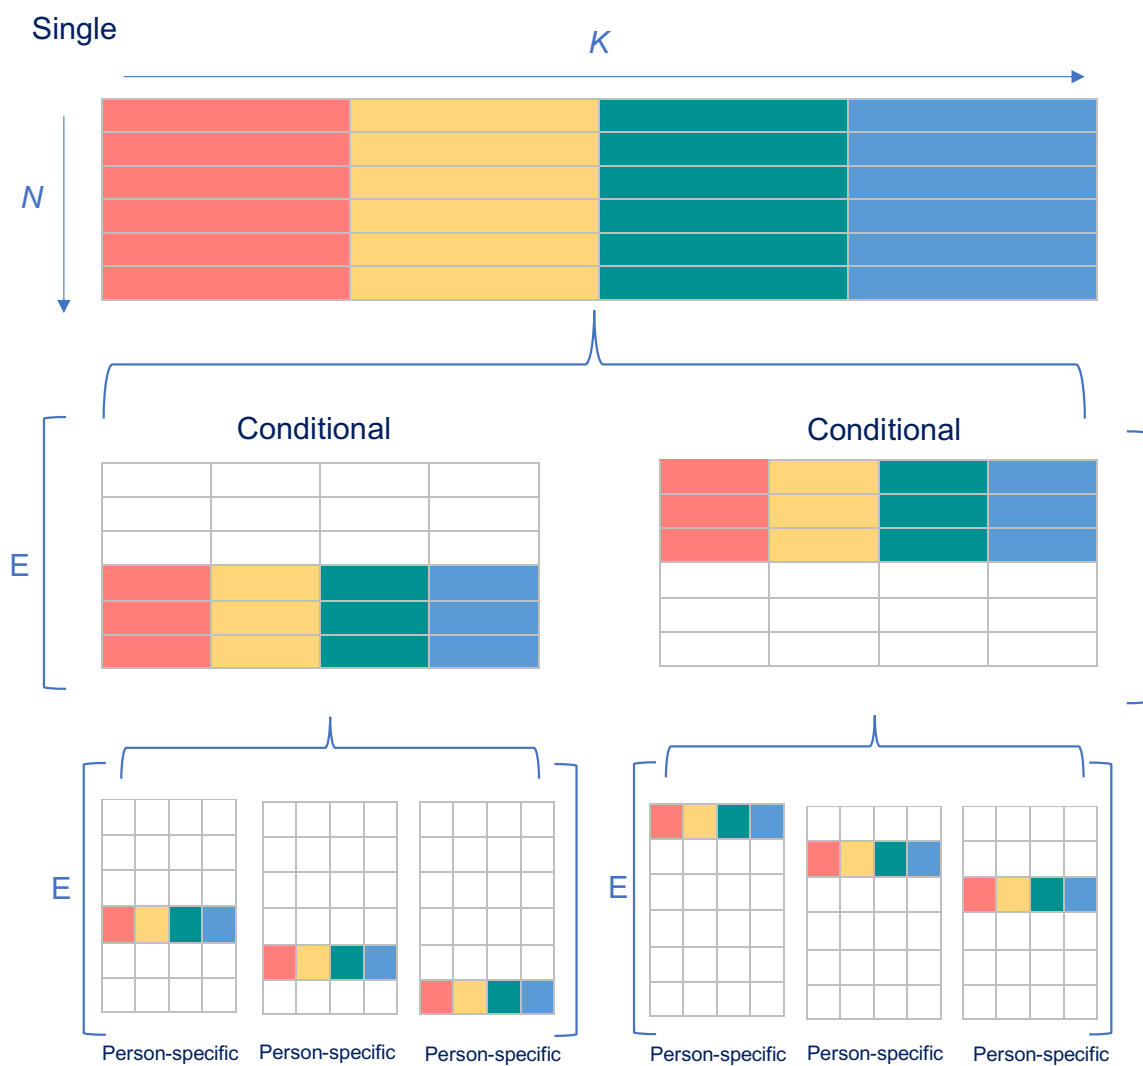 Single
K
N
Conditional
Conditional
E
E
E
Person-specific
Person-specific
Person-specific
Person-specific
Person-specific
Person-specific